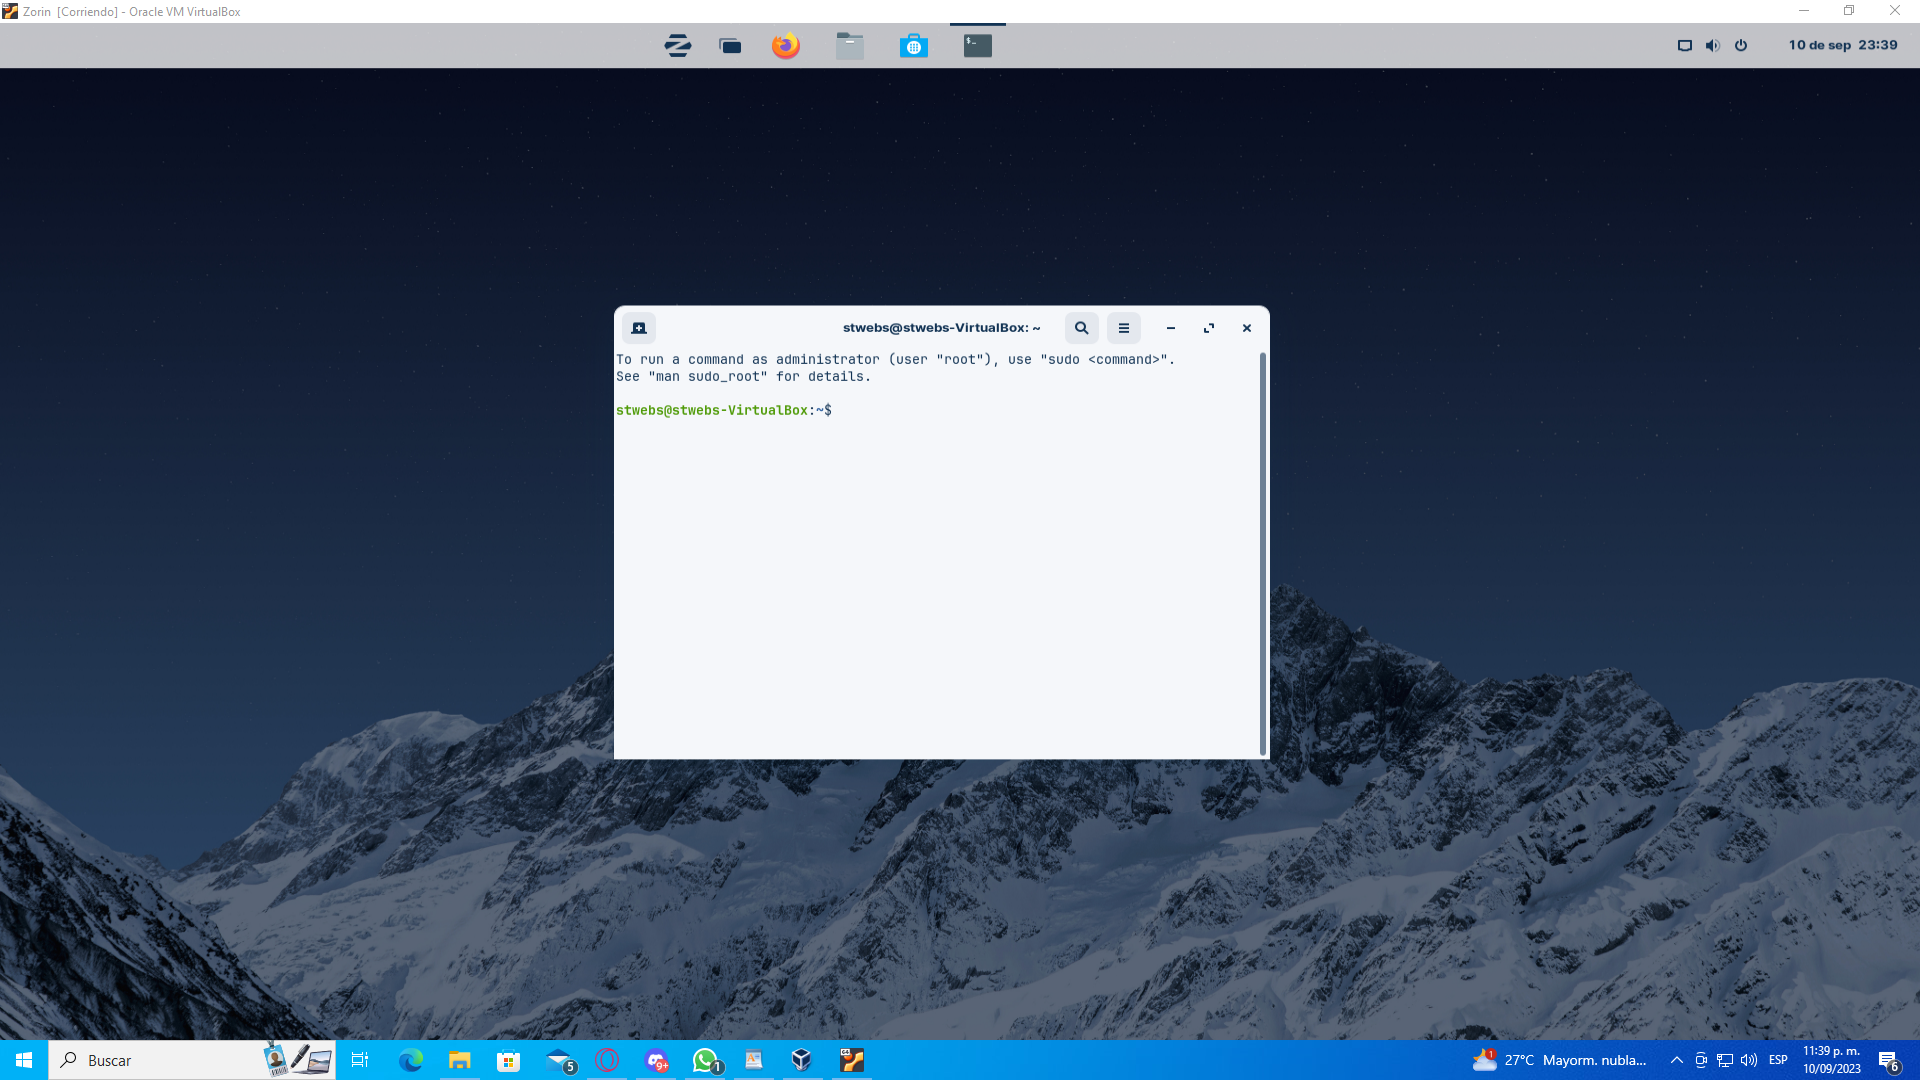 Zorin [Corriendo] - Oracle VM VirtualBox
$-
10 de sep 23:39
stwebs@stwebs-VirtualBox: ~
To run a command as administrator (user "root"), use "sudo <command>".
See "man sudo_root" for details.
stwebs@stwebs-VirtualBox:~$
Buscar
5
9+
1
64
1
27°C Mayorm. nubla...
ESP
11:39 p. m.
10/09/2023
6